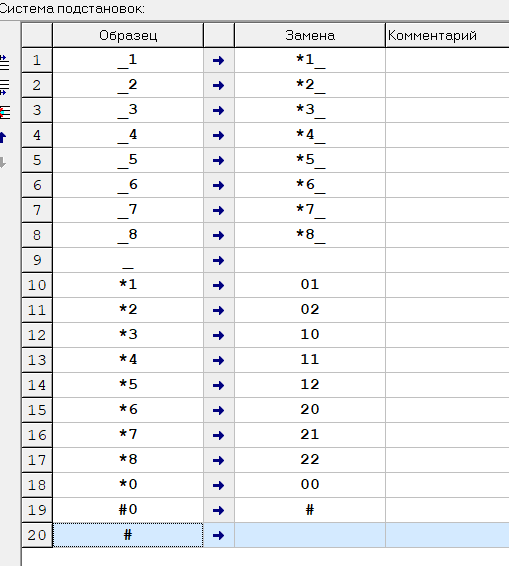 Система подстановок:
Образец Замена Комментарий
1 _1 → *1_
2 _2 → *2_
3 _3 → *3_
4 _4 → *4_
5 _5 → *5_
6 _6 → *6_
7 _7 → *7_
8 _8 → *8_
9 _ →
10 *1 → 01
11 *2 → 02
12 *3 → 10
13 *4 → 11
14 *5 → 12
15 *6 → 20
16 *7 → 21
17 *8 → 22
18 *0 → 00
19 #0 → #
20 # →